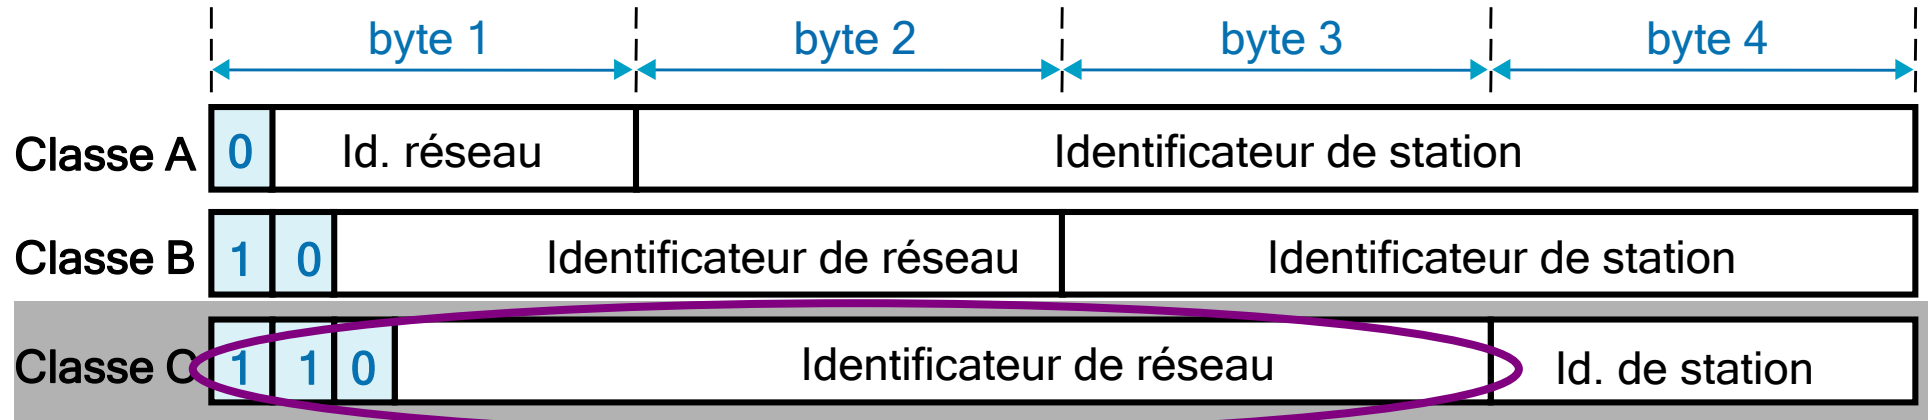 byte 1 byte 2 byte 3 byte 4
Classe A 0 Id. réseau Identificateur de station
Classe B 1 0 Identificateur de réseau Identificateur de station
Classe C 1 1 0 Identificateur de réseau Id. de station